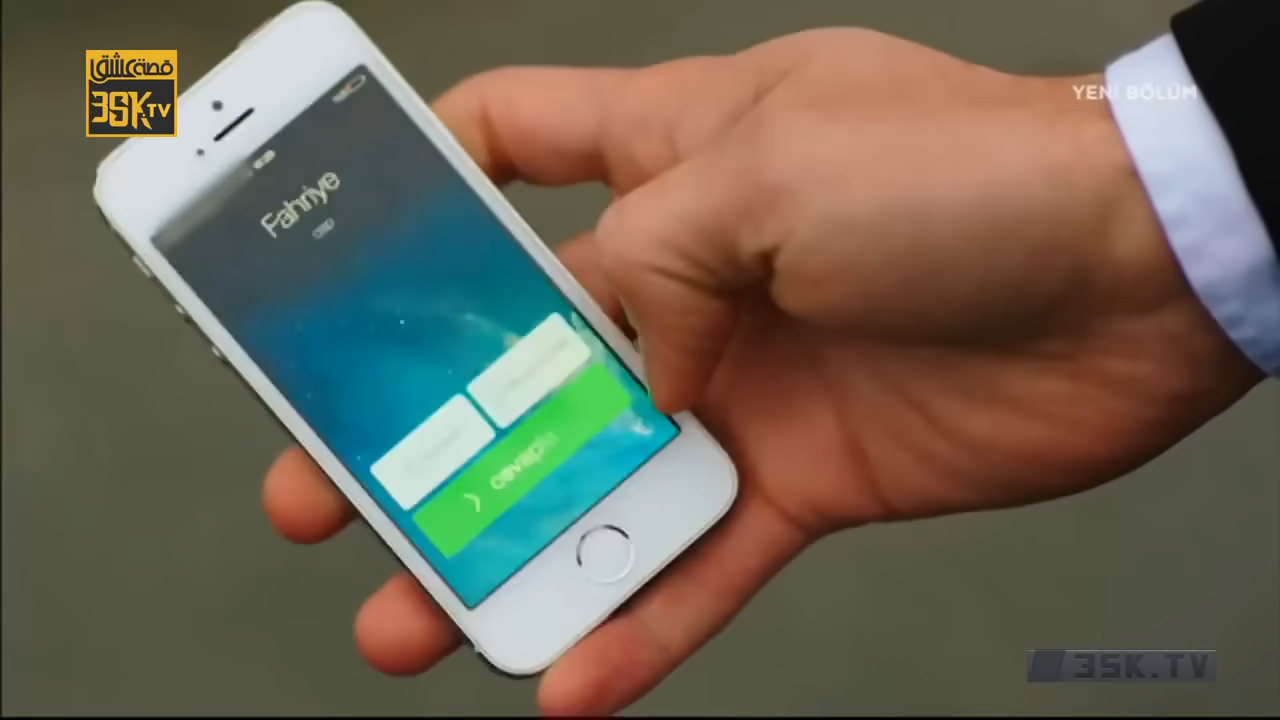 قصة عشق
3SK TV
YENİ BÖLÜM
Fahriye
cevapla
3SK.TV